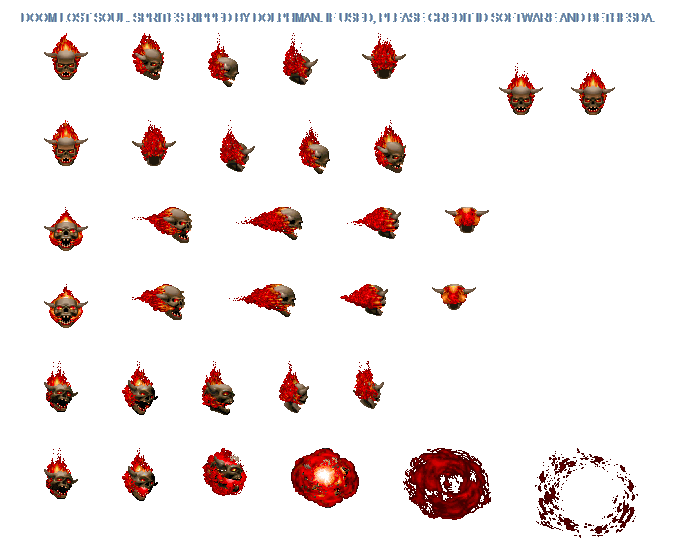 DOOM LOST SOUL. SPRITES RIPPED BY DOLPHMAN. IF USED, PLEASE CREDIT ID SOFTWARE AND BETHESDA.